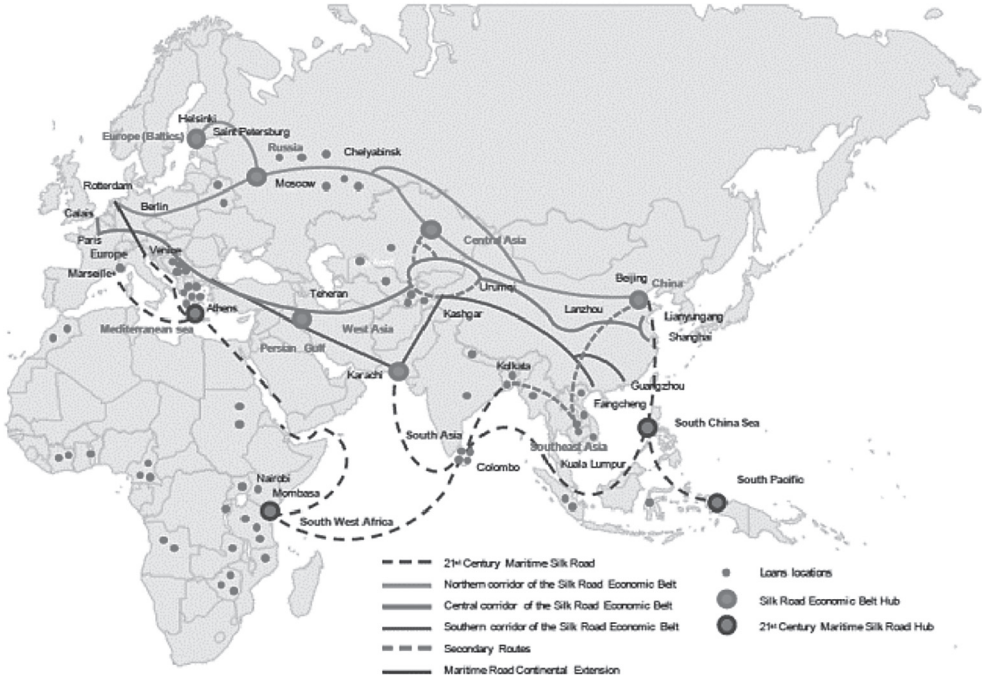 Helsinki
Europe (Baltics)
Saint Petersburg
Russia
Chelyabinsk
Moscow
Rotterdam
Berlin
Calais
Paris
Europe
Venice
Marseille
Central Asia
Athens
Mediterranean sea
Teheran
Urumqi
Beijing
China
Lanzhou
Lianyungang
Shanghai
Kashgar
West Asia
Persian Gulf
Karachi
Kolkata
Guangzhou
Fangcheng
South China Sea
South Asia
Southeast Asia
Kuala Lumpur
Colombo
South Pacific
Nairobi
Mombasa
South West Africa
21st Century Maritime Silk Road
Northern corridor of the Silk Road Economic Belt
Central corridor of the Silk Road Economic Belt
Southern corridor of the Silk Road Economic Belt
Secondary Routes
Maritime Road Continental Extension
Loans locations
Silk Road Economic Belt Hub
21st Century Maritime Silk Road Hub